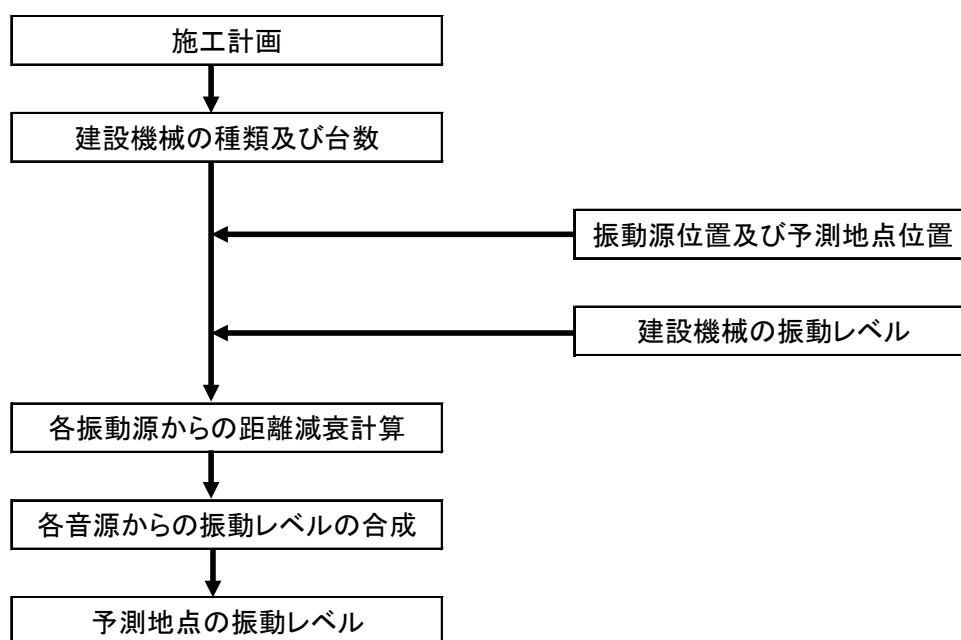 施工計画
建設機械の種類及び台数
振動源位置及び予測地点位置
建設機械の振動レベル
各振動源からの距離減衰計算
各音源からの振動レベルの合成
予測地点の振動レベル